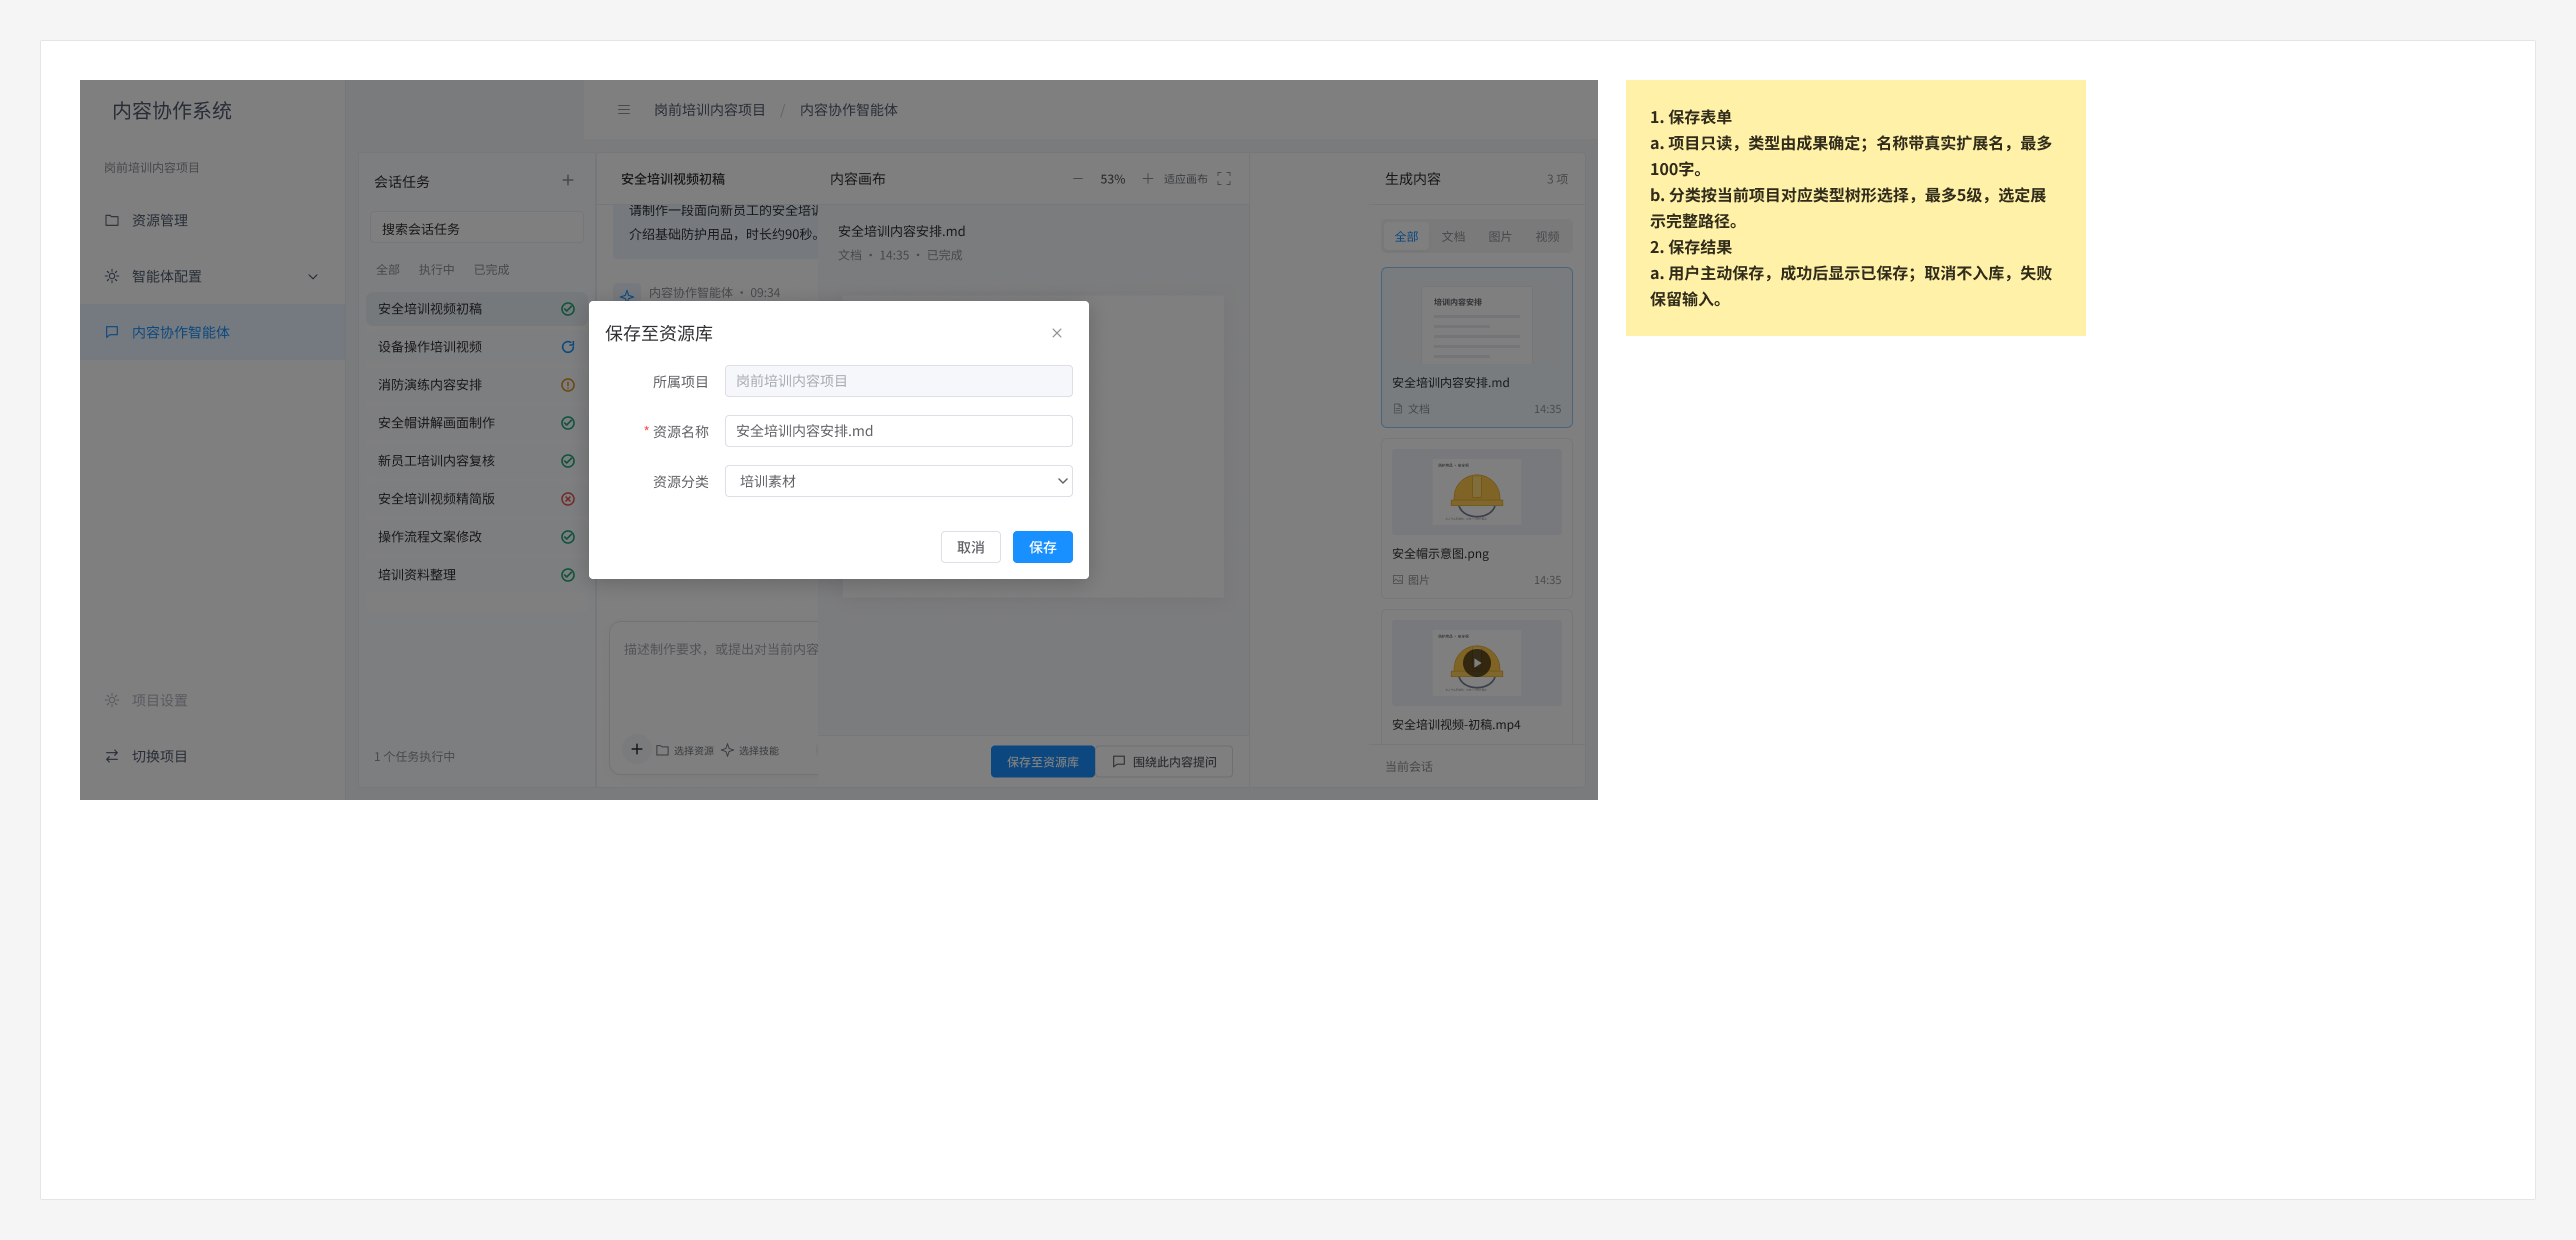 内容协作系统
岗前培训内容项目
资源管理
智能体配置
内容协作智能体
项目设置
切换项目
岗前培训内容项目 / 内容协作智能体
会话任务
搜索会话任务
全部 执行中 已完成
安全培训视频初稿
设备操作培训视频
消防演练内容安排
安全帽讲解画面制作
新员工培训内容复核
安全培训视频精简版
操作流程文案修改
培训资料整理
1 个任务执行中
安全培训视频初稿
请制作一段面向新员工的安全培训
介绍基础防护用品，时长约90秒。
内容协作智能体 · 09:34
描述制作要求，或提出对当前内容
选择资源 选择技能
内容画布
53%
适应画布
安全培训内容安排.md
文档 · 14:35 · 已完成
保存至资源库
围绕此内容提问
保存至资源库
所属项目 岗前培训内容项目
* 资源名称 安全培训内容安排.md
资源分类 培训素材
取消 保存
生成内容 3 项
全部 文档 图片 视频
培训内容安排
安全培训内容安排.md
文档 14:35
安全帽示意图.png
图片 14:35
安全培训视频-初稿.mp4
当前会话
1. 保存表单
a. 项目只读，类型由成果确定；名称带真实扩展名，最多
100字。
b. 分类按当前项目对应类型树形选择，最多5级，选定展
示完整路径。
2. 保存结果
a. 用户主动保存，成功后显示已保存；取消不入库，失败
保留输入。